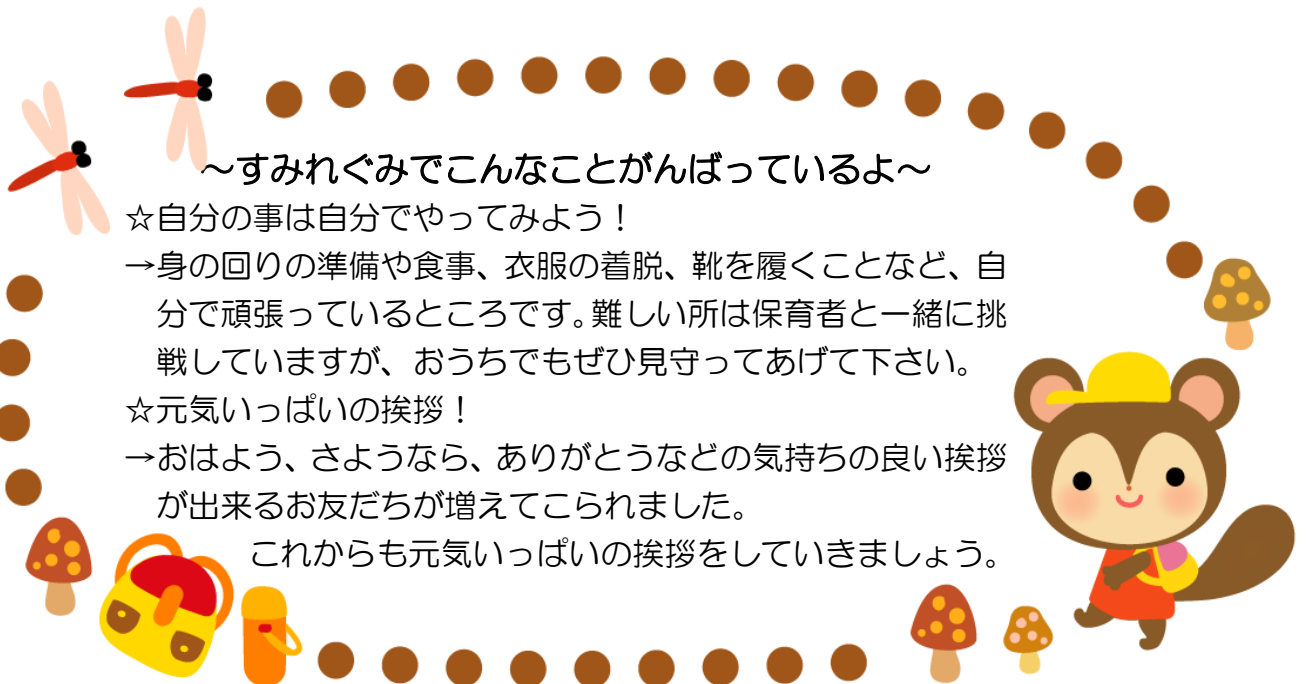 ～すみれぐみでこんなことがんばっているよ～
☆自分の事は自分でやってみよう！
→身の回りの準備や食事、衣服の着脱、靴を履くことなど、自
分で頑張っているところです。難しい所は保育者と一緒に挑
戦していますが、おうちでもぜひ見守ってあげて下さい。
☆元気いっぱいの挨拶！
→おはよう、さようなら、ありがとうなどの気持ちの良い挨拶
が出来るお友だちが増えてこられました。
これからも元気いっぱいの挨拶をしていきましょう。